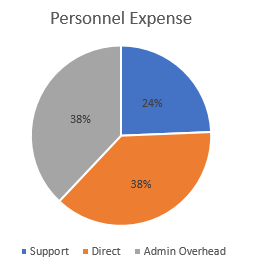 Personnel Expense
24%
38%
38%
Support Direct Admin Overhead